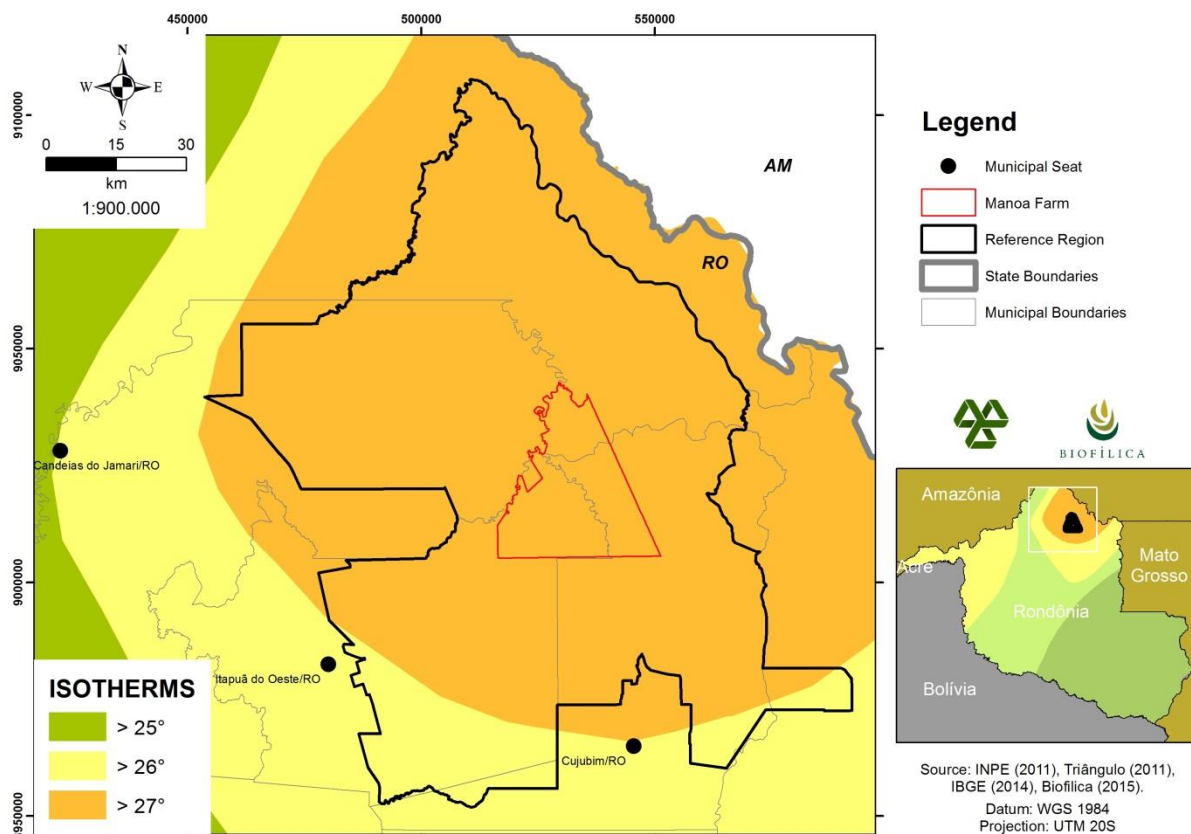 450000
500000
550000
N
W
E
S
0
15
30
km
1:900.000
9100000
9050000
9000000
AM
RO
Candeias do Jamari/RO
Itapuã do Oeste/RO
Cujubim/RO
ISOTHERMS
> 25°
> 26°
> 27°
Legend
Municipal Seat
Manoa Farm
Reference Region
State Boundaries
Municipal Boundaries
BIOFÍLICA
Amazônia
Acre
Mato
Grosso
Rondônia
Bolívia
Source: INPE (2011), Triângulo (2011),
IBGE (2014), Biofílica (2015).
Datum: WGS 1984
Projection: UTM 20S